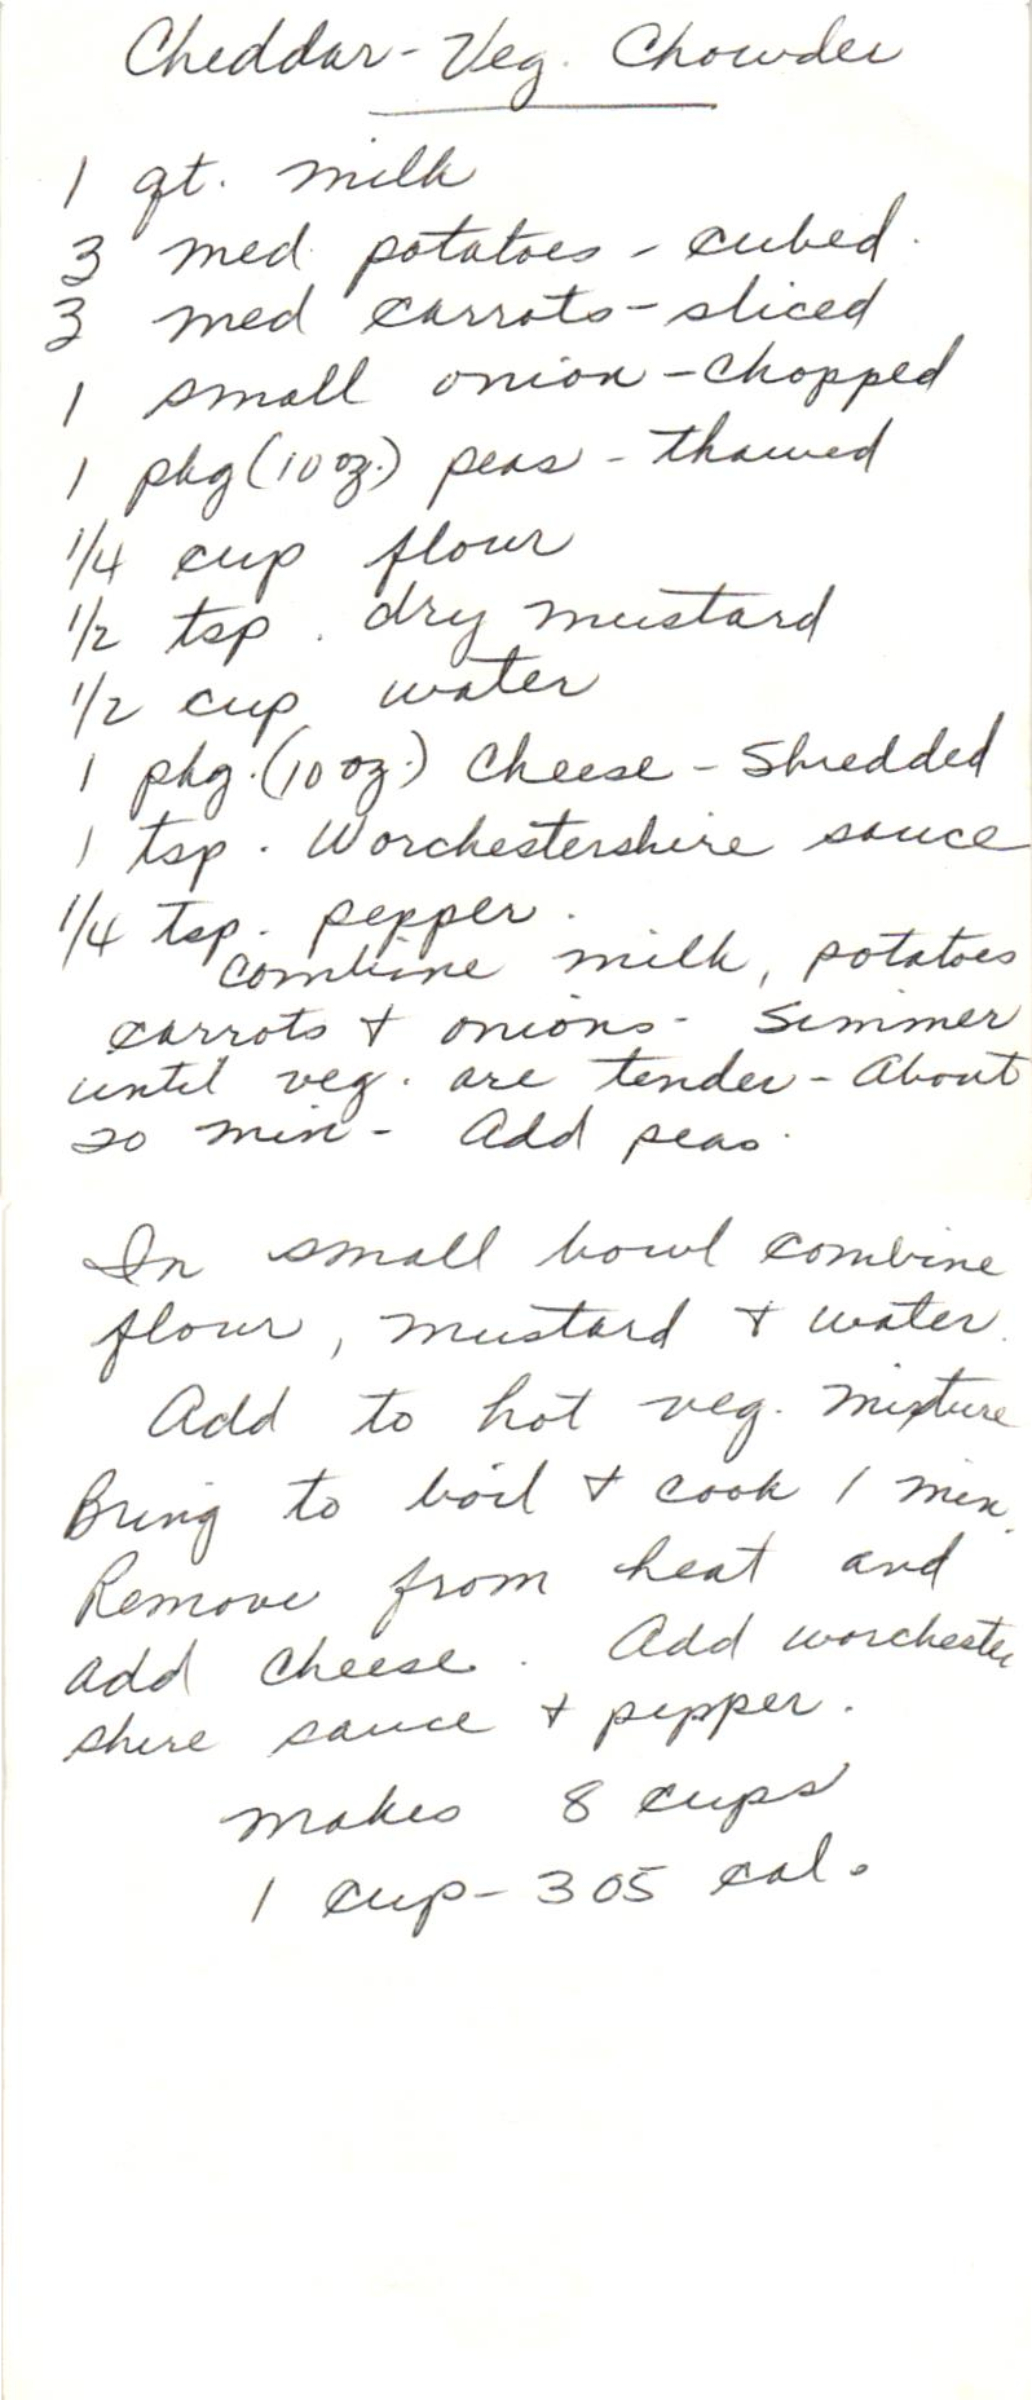 Cheddar-Veg. Chowder
1 qt. milk
3 med. potatoes - cubed.
3 med carrots - sliced
1 small onion - chopped
1 pkg (10 oz.) peas - thawed
1/4 cup flour
1/2 tsp. dry mustard
1/2 cup water
1 pkg. (10 oz.) Cheese - Shredded
1 tsp. Worchestershire sauce
1/4 tsp. pepper.
Combine milk, potatoes
carrots + onions - Simmer
until veg. are tender - About
20 min - Add peas.
In small bowl combine
flour, mustard + water.
Add to hot veg. mixture
Bring to boil + cook 1 min.
Remove from heat and
add cheese. Add worchester
shire sauce + pepper.
Makes 8 cups
1 cup - 305 cal.